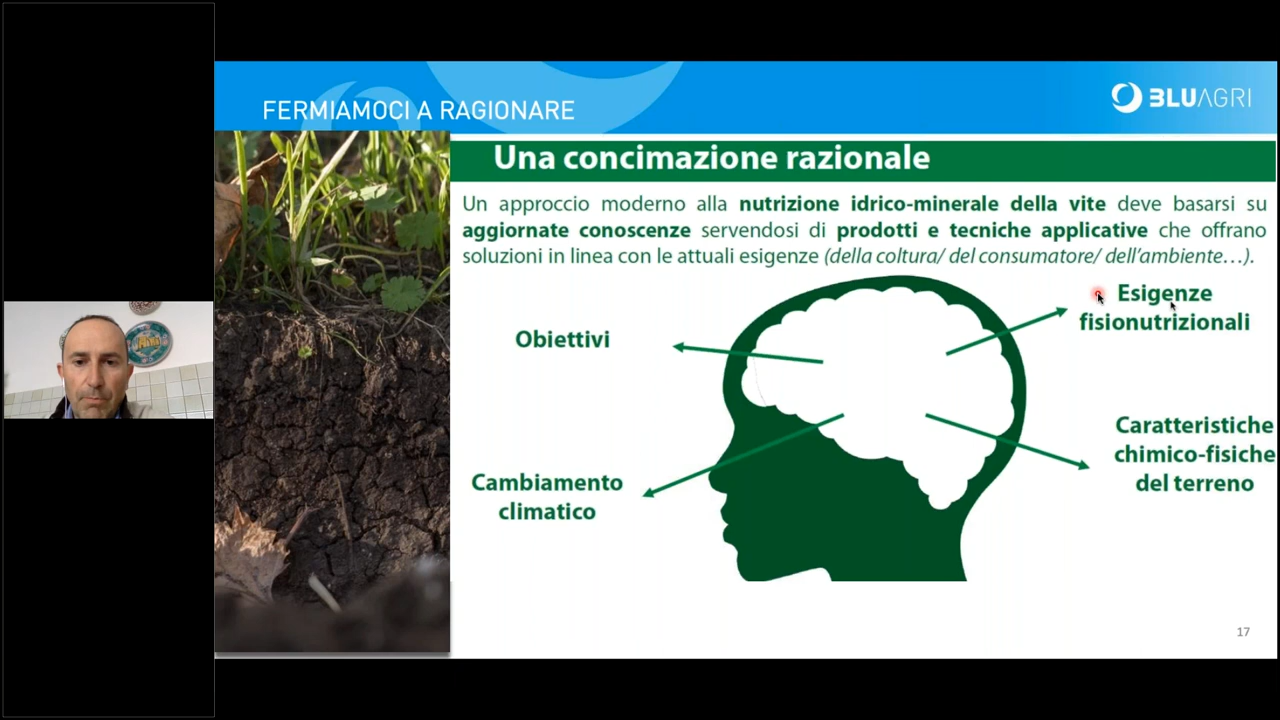 FERMIAMOCI A RAGIONARE
BLUAGRI
Una concimazione razionale
Un approccio moderno alla nutrizione idrico-minerale della vite deve basarsi su
aggiornate conoscenze servendosi di prodotti e tecniche applicative che offrano
soluzioni in linea con le attuali esigenze (della coltura/ del consumatore/ dell'ambiente…).
Obiettivi
Esigenze
fisionutrizionali
Cambiamento
climatico
Caratteristiche
chimico-fisiche
del terreno
17